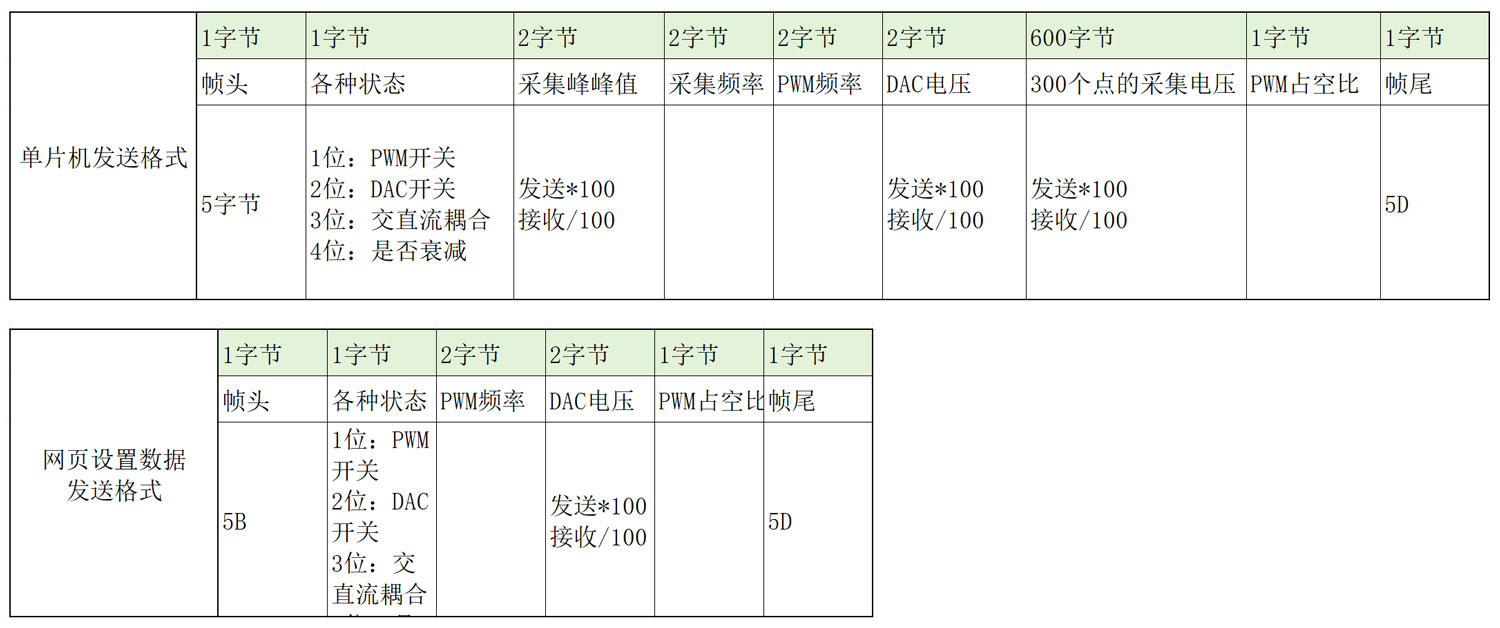 单片机发送格式
1字节 1字节 2字节 2字节 2字节 2字节 600字节 1字节 1字节
帧头 各种状态 采集峰峰值 采集频率 PWM频率 DAC电压 300个点的采集电压 PWM占空比 帧尾
5字节
1位：PWM开关
2位：DAC开关
3位：交直流耦合
4位：是否衰减
发送*100
接收/100
发送*100
接收/100
发送*100
接收/100
5D
网页设置数据
发送格式
1字节 1字节 2字节 2字节 1字节 1字节
帧头 各种状态 PWM频率 DAC电压 PWM占空比 帧尾
5B
1位：PWM
开关
2位：DAC
开关
3位：交
直流耦合
发送*100
接收/100
5D